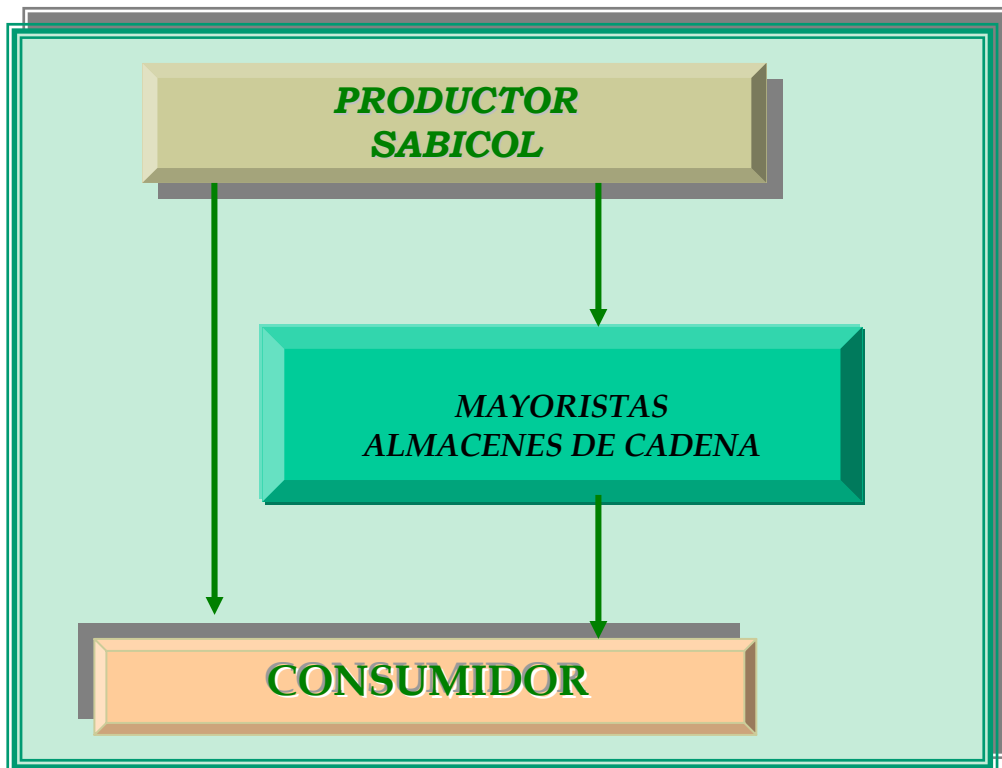 PRODUCTOR
SABICOL
MAYORISTAS
ALMACENES DE CADENA
CONSUMIDOR